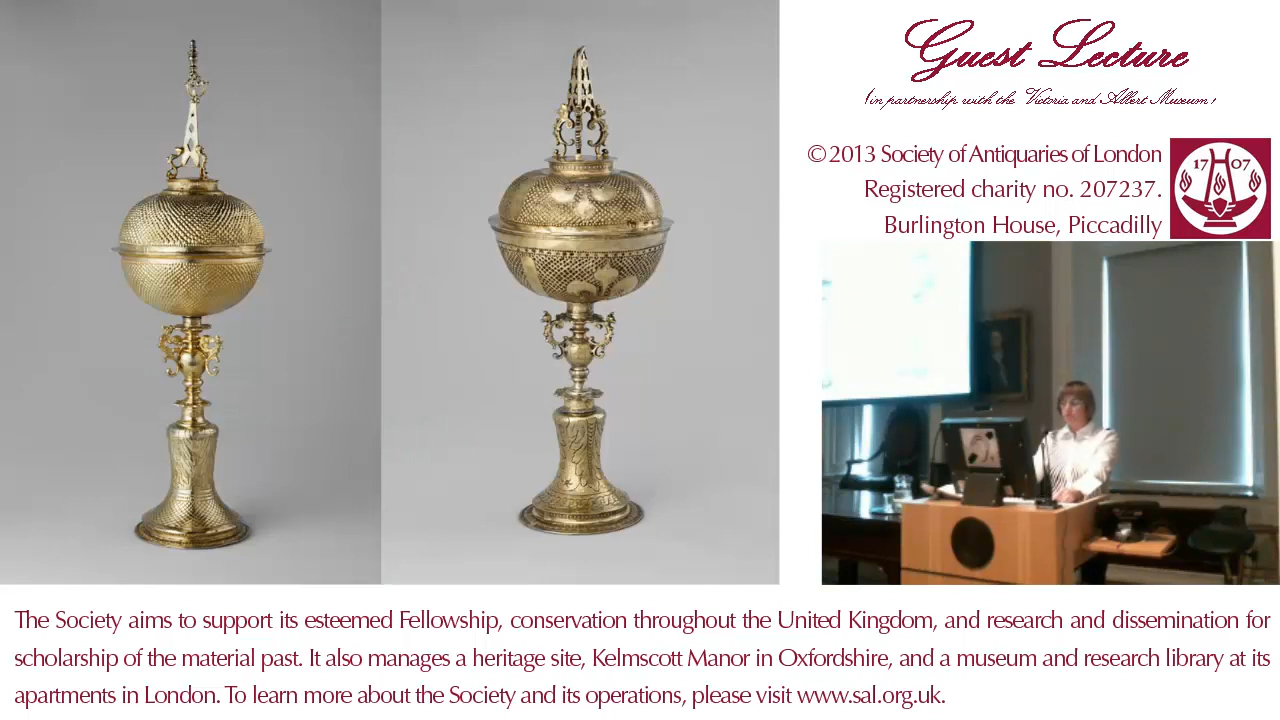 Guest Lecture
(in partnership with the Victoria and Albert Museum)
© 2013 Society of Antiquaries of London
Registered charity no. 207237.
Burlington House, Piccadilly
17 07
The Society aims to support its esteemed Fellowship, conservation throughout the United Kingdom, and research and dissemination for
scholarship of the material past. It also manages a heritage site, Kelmscott Manor in Oxfordshire, and a museum and research library at its
apartments in London. To learn more about the Society and its operations, please visit www.sal.org.uk.